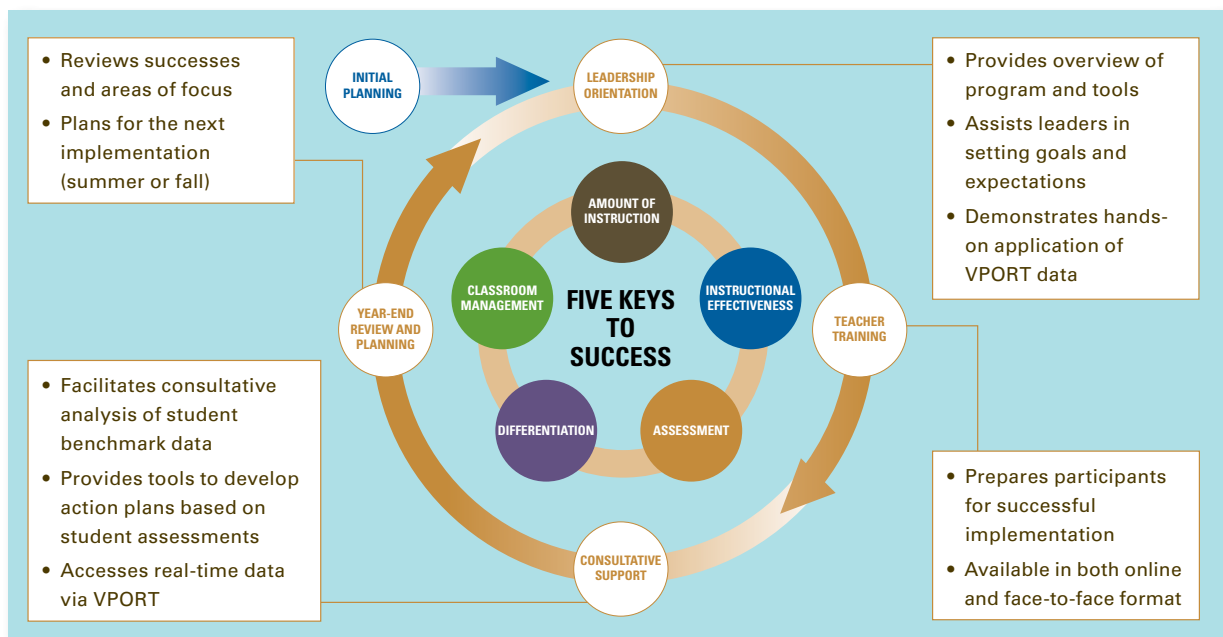 • Reviews successes
and areas of focus
• Plans for the next
implementation
(summer or fall)
INITIAL
PLANNING
LEADERSHIP
ORIENTATION
• Provides overview of
program and tools
• Assists leaders in
setting goals and
expectations
• Demonstrates hands-
on application of
VPORT data
AMOUNT OF
INSTRUCTION
CLASSROOM
MANAGEMENT
FIVE KEYS
TO
SUCCESS
INSTRUCTIONAL
EFFECTIVENESS
YEAR-END
REVIEW AND
PLANNING
TEACHER
TRAINING
DIFFERENTIATION
ASSESSMENT
• Facilitates consultative
analysis of student
benchmark data
• Provides tools to develop
action plans based on
student assessments
• Accesses real-time data
via VPORT
CONSULTATIVE
SUPPORT
• Prepares participants
for successful
implementation
• Available in both online
and face-to-face format